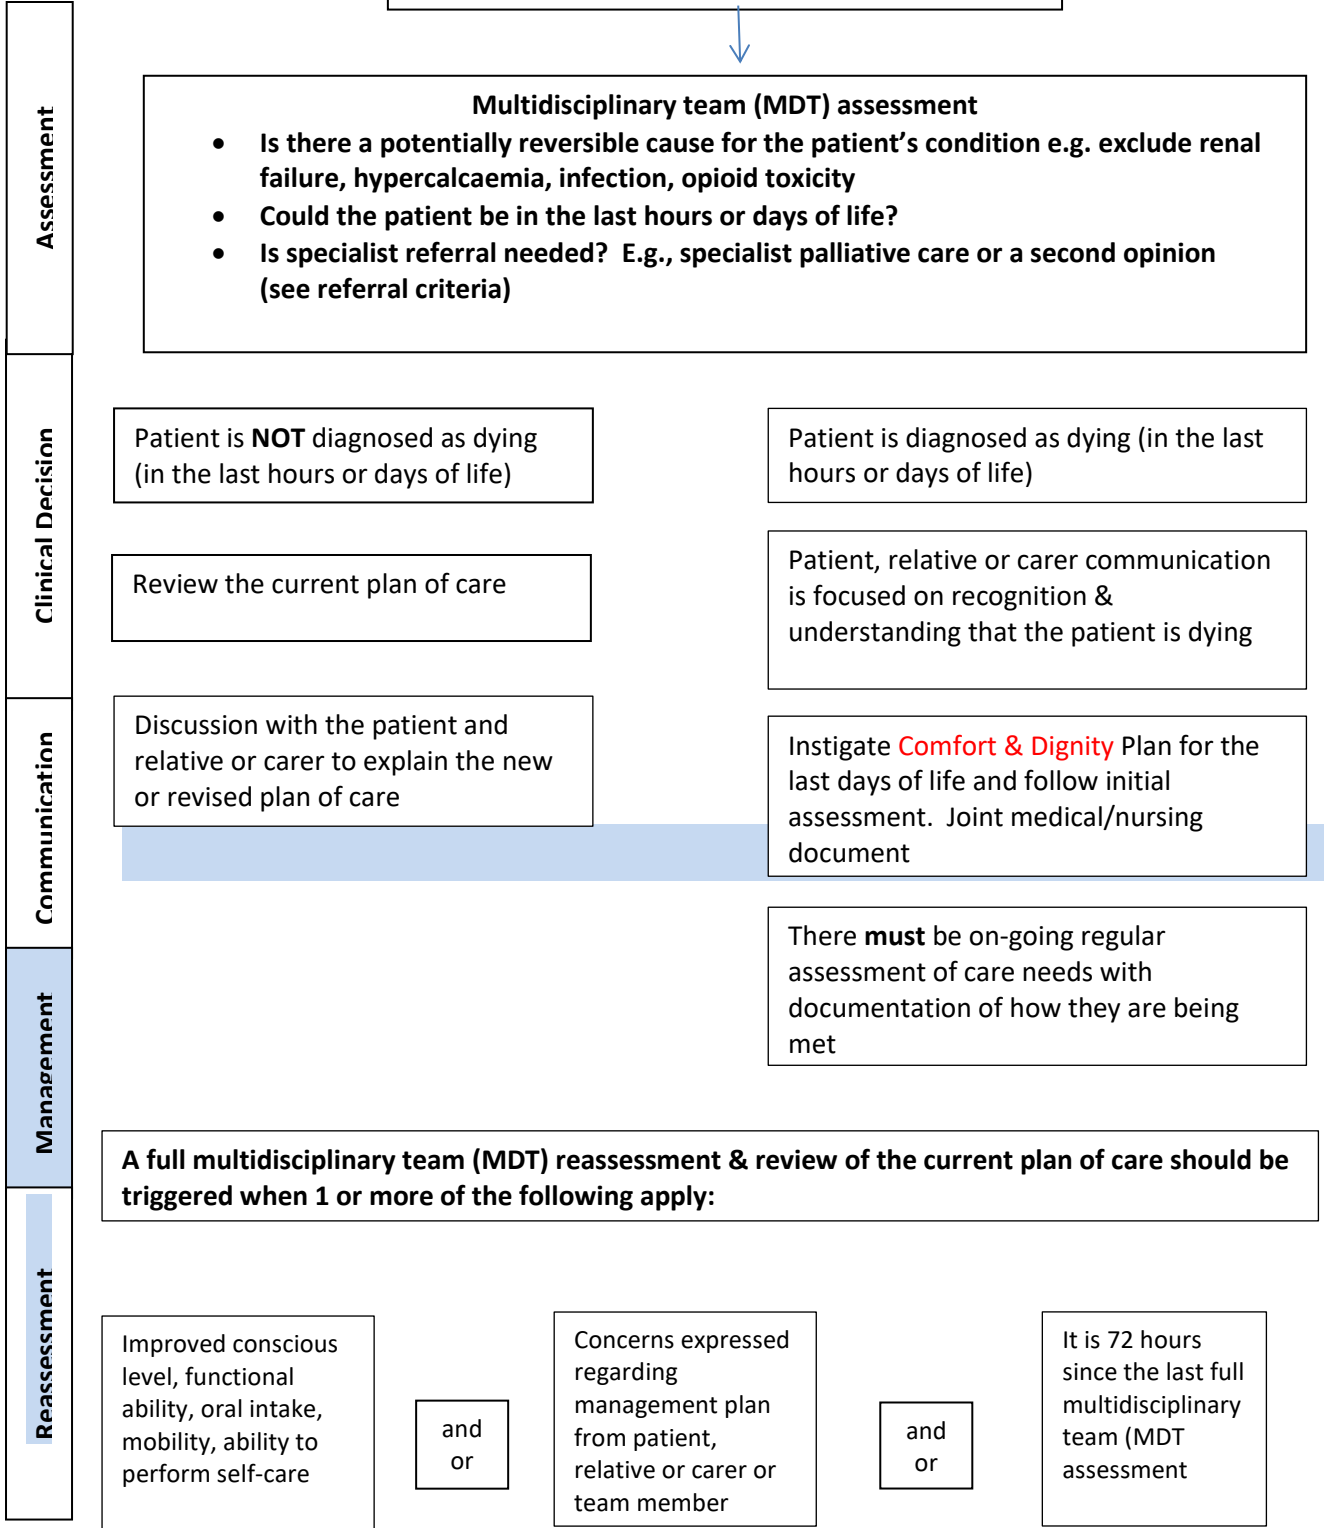 Assessment
Multidisciplinary team (MDT) assessment
• Is there a potentially reversible cause for the patient’s condition e.g. exclude renal
failure, hypercalcaemia, infection, opioid toxicity
• Could the patient be in the last hours or days of life?
• Is specialist referral needed?  E.g., specialist palliative care or a second opinion
(see referral criteria)
Clinical Decision
Patient is NOT diagnosed as dying
(in the last hours or days of life)
Patient is diagnosed as dying (in the last
hours or days of life)
Review the current plan of care
Patient, relative or carer communication
is focused on recognition &
understanding that the patient is dying
Communication
Discussion with the patient and
relative or carer to explain the new
or revised plan of care
Instigate Comfort & Dignity Plan for the
last days of life and follow initial
assessment.  Joint medical/nursing
document
Management
There must be on-going regular
assessment of care needs with
documentation of how they are being
met
A full multidisciplinary team (MDT) reassessment & review of the current plan of care should be
triggered when 1 or more of the following apply:
Reassessment
Improved conscious
level, functional
ability, oral intake,
mobility, ability to
perform self-care
and
or
Concerns expressed
regarding
management plan
from patient,
relative or carer or
team member
and
or
It is 72 hours
since the last full
multidisciplinary
team (MDT
assessment